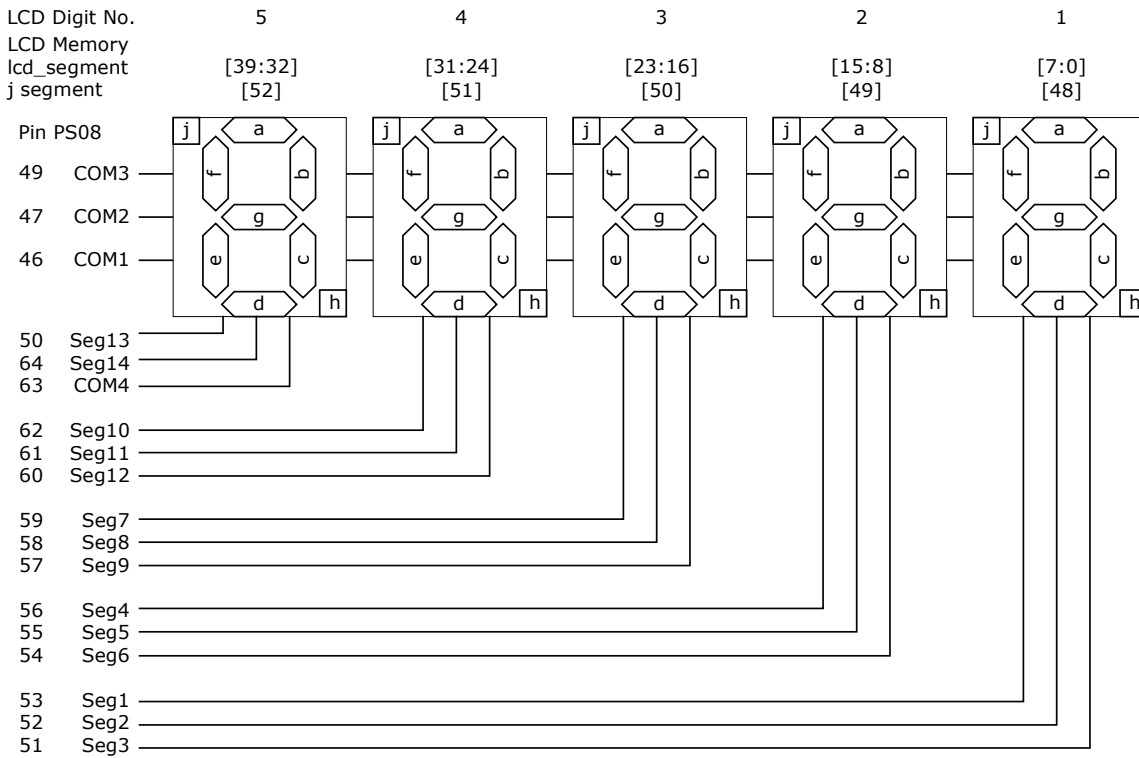 LCD Digit No. 5 4 3 2 1
LCD Memory
lcd_segment [39:32] [31:24] [23:16] [15:8] [7:0]
j segment [52] [51] [50] [49] [48]
Pin PS08
j a j a j a j a j a
f b f b f b f b f b
49 COM3
47 COM2
g g g g g
46 COM1
e c e c e c e c e c
d h d h d h d h d h
50 Seg13
64 Seg14
63 COM4
62 Seg10
61 Seg11
60 Seg12
59 Seg7
58 Seg8
57 Seg9
56 Seg4
55 Seg5
54 Seg6
53 Seg1
52 Seg2
51 Seg3